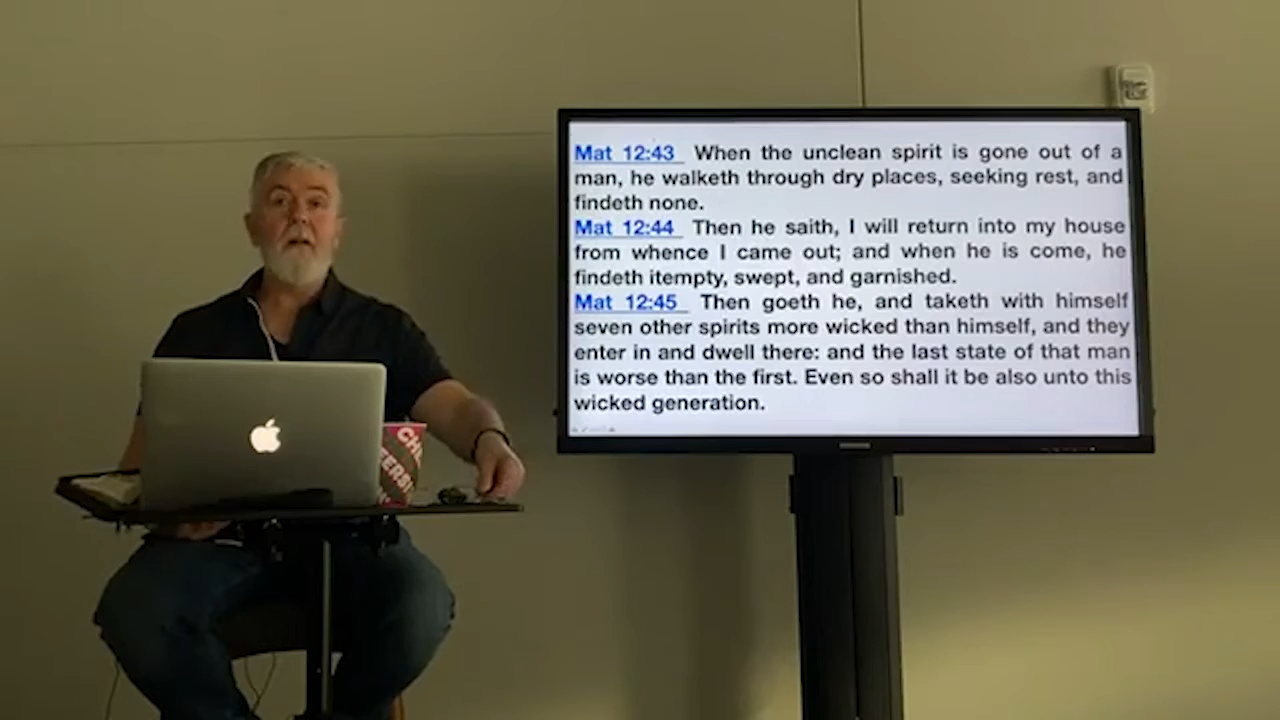 Mat 12:43 When the unclean spirit is gone out of a
man, he walketh through dry places, seeking rest, and
findeth none.
Mat 12:44 Then he saith, I will return into my house
from whence I came out; and when he is come, he
findeth itempty, swept, and garnished.
Mat 12:45 Then goeth he, and taketh with himself
seven other spirits more wicked than himself, and they
enter in and dwell there: and the last state of that man
is worse than the first. Even so shall it be also unto this
wicked generation.